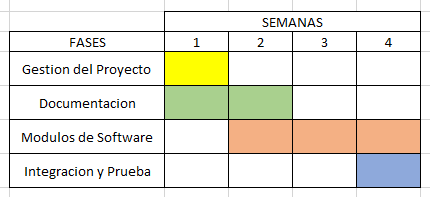 SEMANAS
FASES 1 2 3 4
Gestion del Proyecto
Documentacion
Modulos de Software
Integracion y Prueba